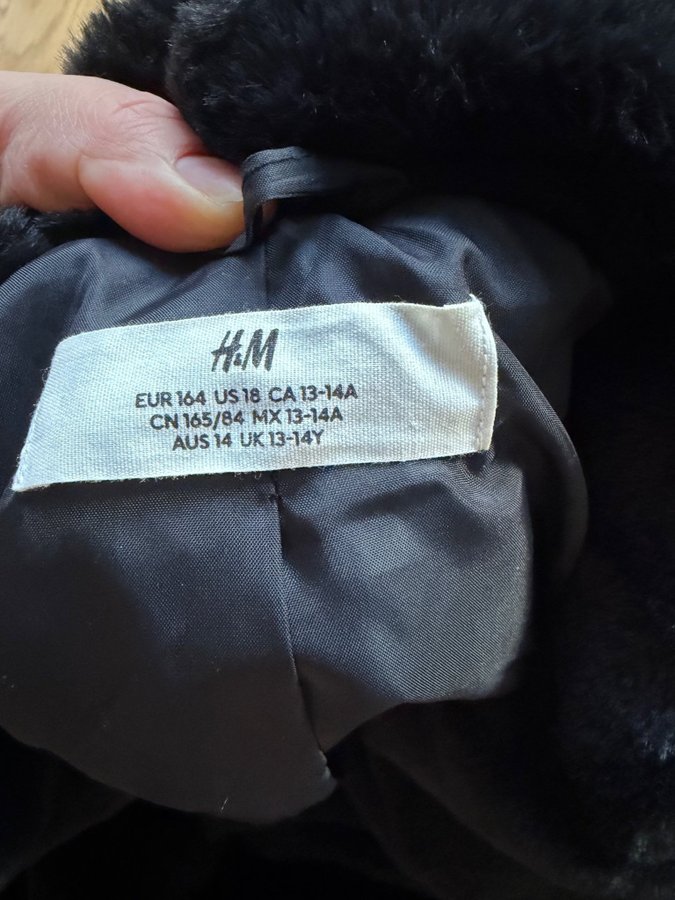 H&M
EUR 164 US 18 CA 13-14A
CN 165/84 MX 13-14A
AUS 14 UK 13-14Y